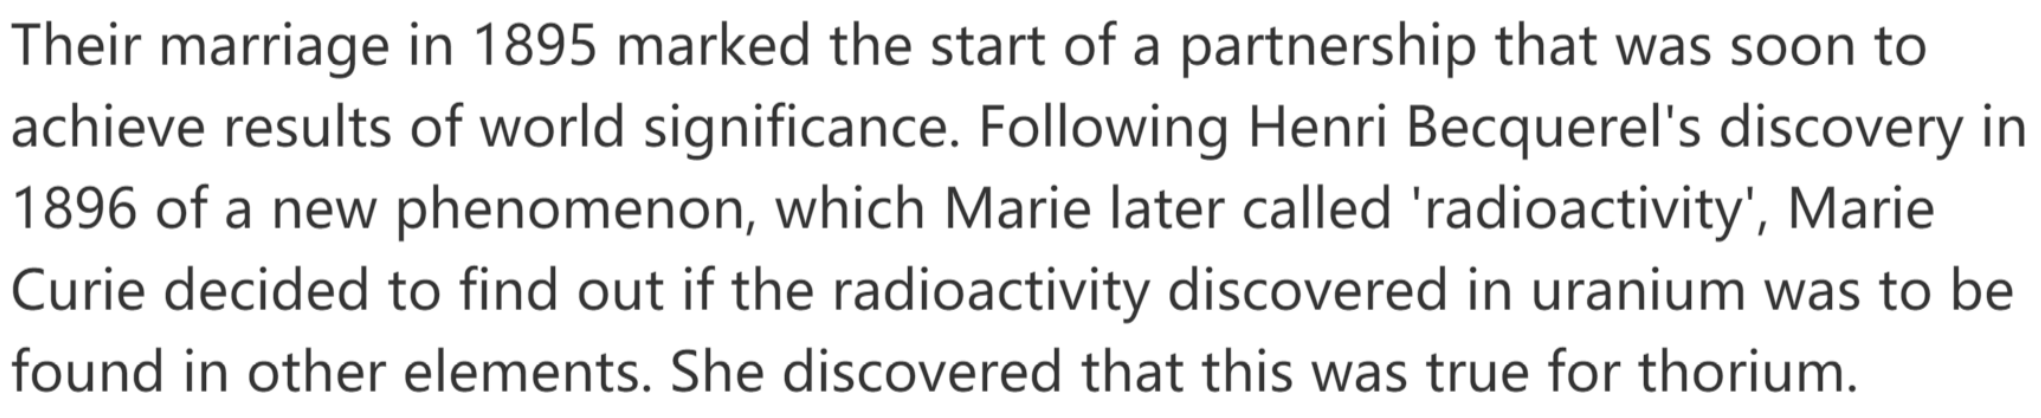 Their marriage in 1895 marked the start of a partnership that was soon to
achieve results of world significance. Following Henri Becquerel's discovery in
1896 of a new phenomenon, which Marie later called 'radioactivity', Marie
Curie decided to find out if the radioactivity discovered in uranium was to be
found in other elements. She discovered that this was true for thorium.